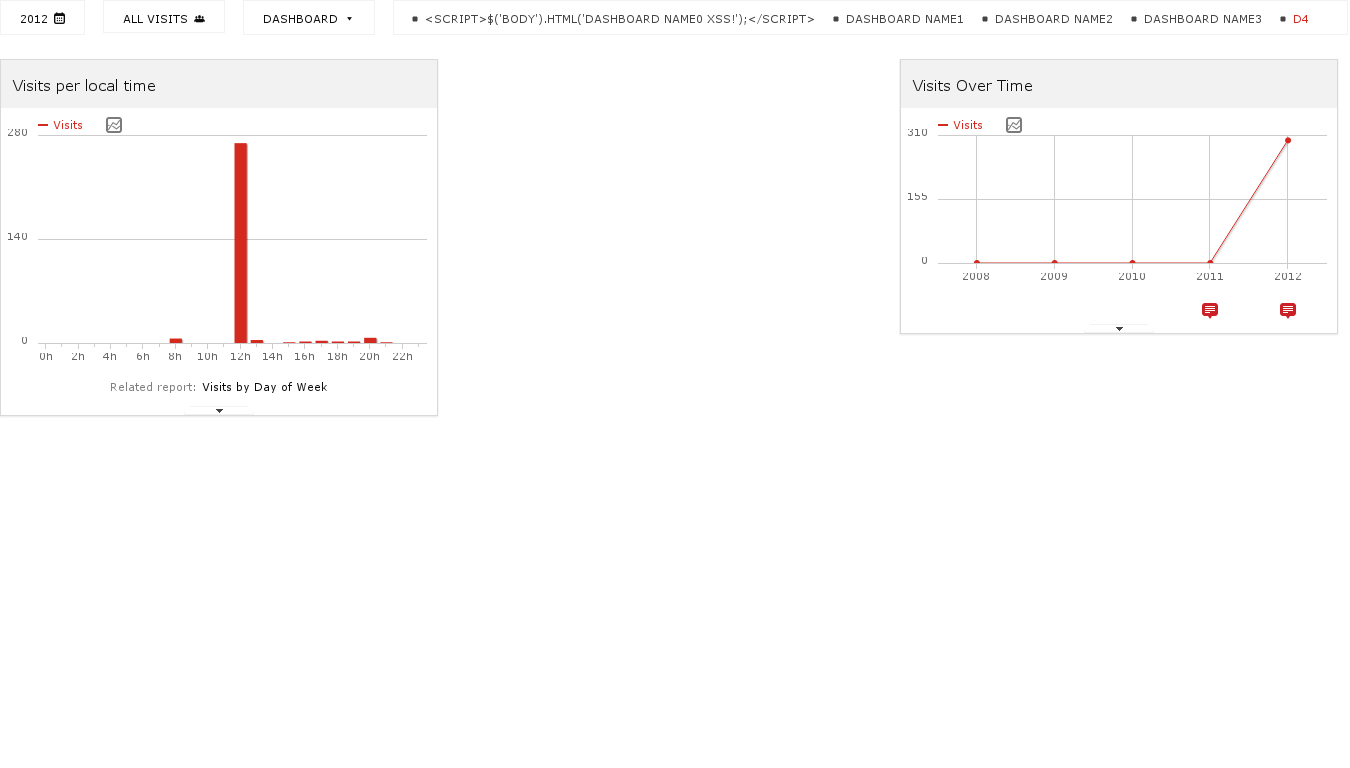 2012 ALL VISITS DASHBOARD <SCRIPT>$('BODY').HTML('DASHBOARD NAME0 XSS!');</SCRIPT> DASHBOARD NAME1 DASHBOARD NAME2 DASHBOARD NAME3 D4
Visits per local time
Visits
280
140
0
0h 2h 4h 6h 8h 10h 12h 14h 16h 18h 20h 22h
Related report: Visits by Day of Week
Visits Over Time
Visits
310
155
0
2008 2009 2010 2011 2012